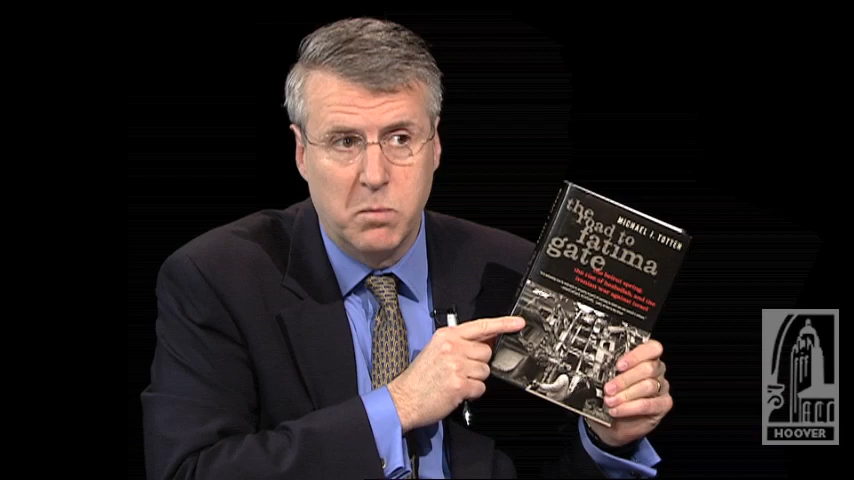 MICHAEL J. TOTTEN
the
road to
fatima
gate
the beirut spring,
the rise of hezbollah, and the
iranian war against israel
HOOVER